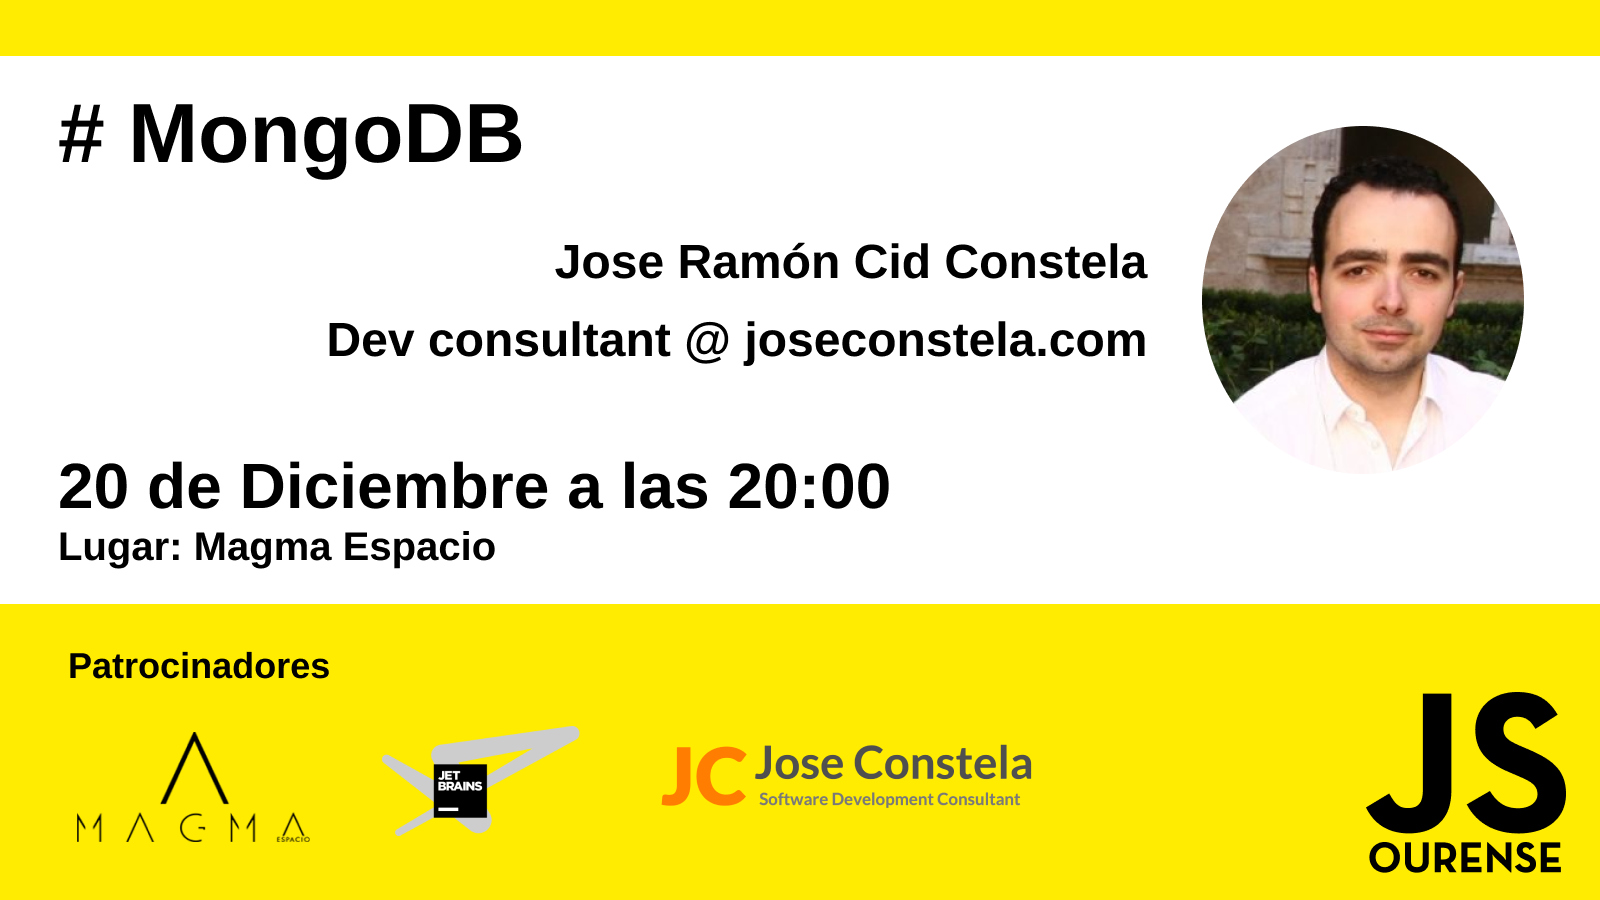 # MongoDB
Jose Ramón Cid Constela
Dev consultant @ joseconstela.com
20 de Diciembre a las 20:00
Lugar: Magma Espacio
Patrocinadores
MAGMA
ESPACIO
JET
BRAINS
JC Jose Constela
Software Development Consultant
JS
OURENSE